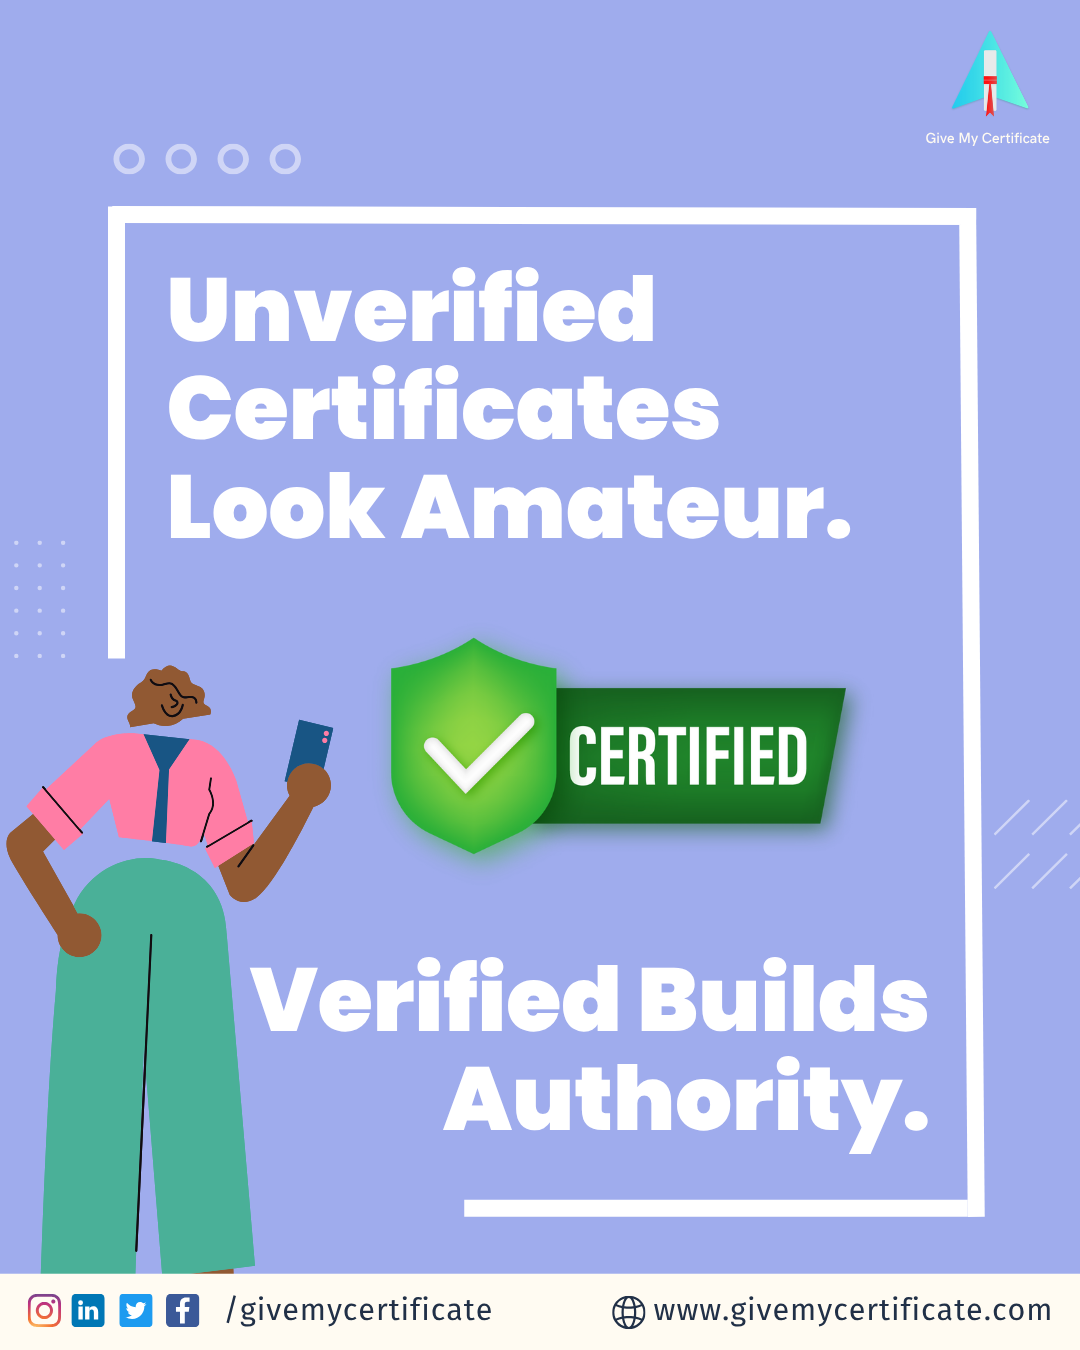 Give My Certificate
Unverified
Certificates
Look Amateur.
CERTIFIED
Verified Builds
Authority.
/givemycertificate
www.givemycertificate.com